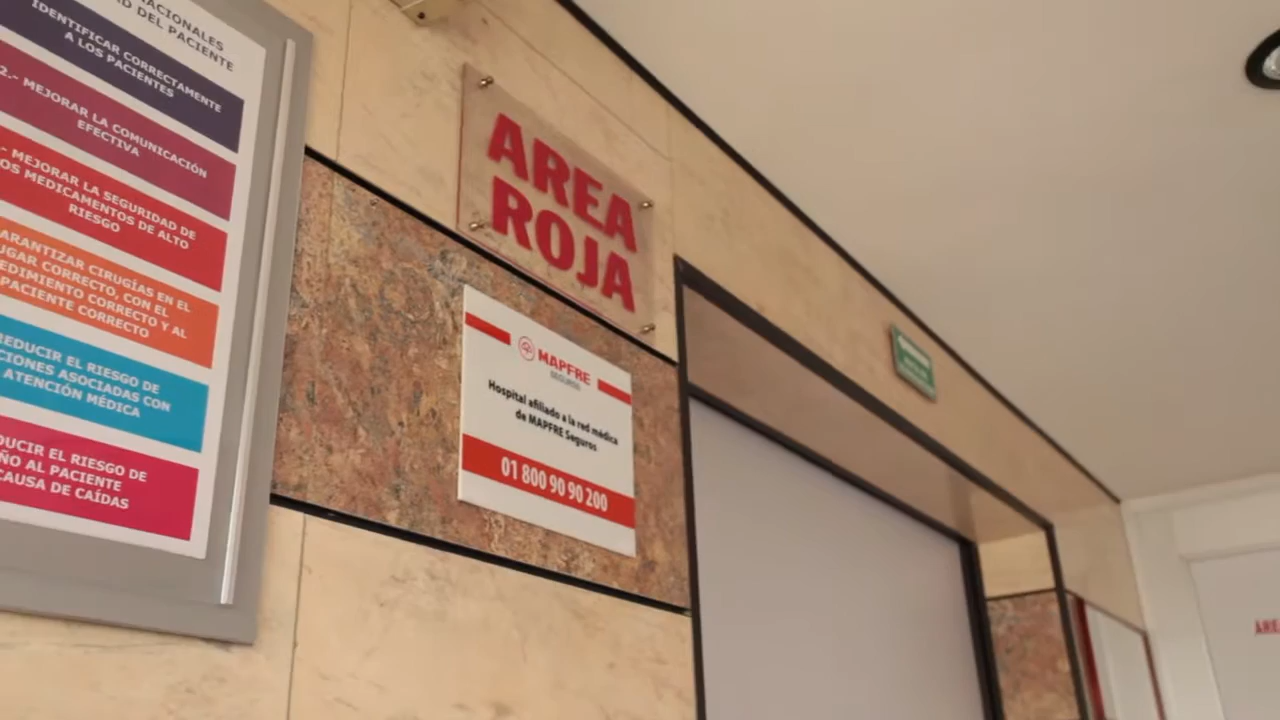 NACIONALES
DEL PACIENTE
IDENTIFICAR CORRECTAMENTE
A LOS PACIENTES
2.- MEJORAR LA COMUNICACIÓN
EFECTIVA
MEJORAR LA SEGURIDAD DE
MEDICAMENTOS DE ALTO
RIESGO
ARANTIZAR CIRUGÍAS EN EL
UGAR CORRECTO, CON EL
EDIMIENTO CORRECTO Y AL
PACIENTE CORRECTO
REDUCIR EL RIESGO DE
CIONES ASOCIADAS CON
ATENCIÓN MÉDICA
DUCIR EL RIESGO DE
ÑO AL PACIENTE
CAUSA DE CAÍDAS
AREA
ROJA
MAPFRE
SEGUROS
Hospital afiliado a la red médica
de MAPFRE Seguros
01 800 90 90 200